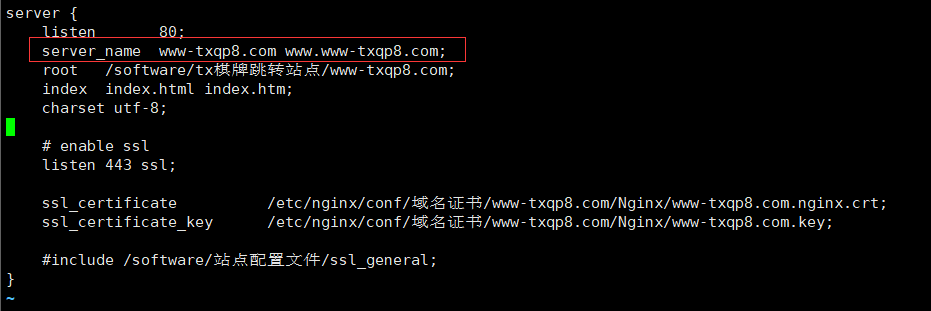 server {
listen 80;
server_name www-txqp8.com www.www-txqp8.com;
root /software/tx棋牌跳转站点/www-txqp8.com;
index index.html index.htm;
charset utf-8;
# enable ssl
listen 443 ssl;
ssl_certificate /etc/nginx/conf/域名证书/www-txqp8.com/Nginx/www-txqp8.com.nginx.crt;
ssl_certificate_key /etc/nginx/conf/域名证书/www-txqp8.com/Nginx/www-txqp8.com.key;
#include /software/站点配置文件/ssl_general;
}
~